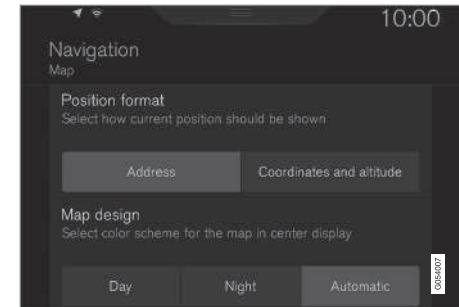 10:00
Navigation
Map
Position format
Select how current position should be shown
Address
Coordinates and altitude
Map design
Select color scheme for the map in center display
Day
Night
Automatic
G054007